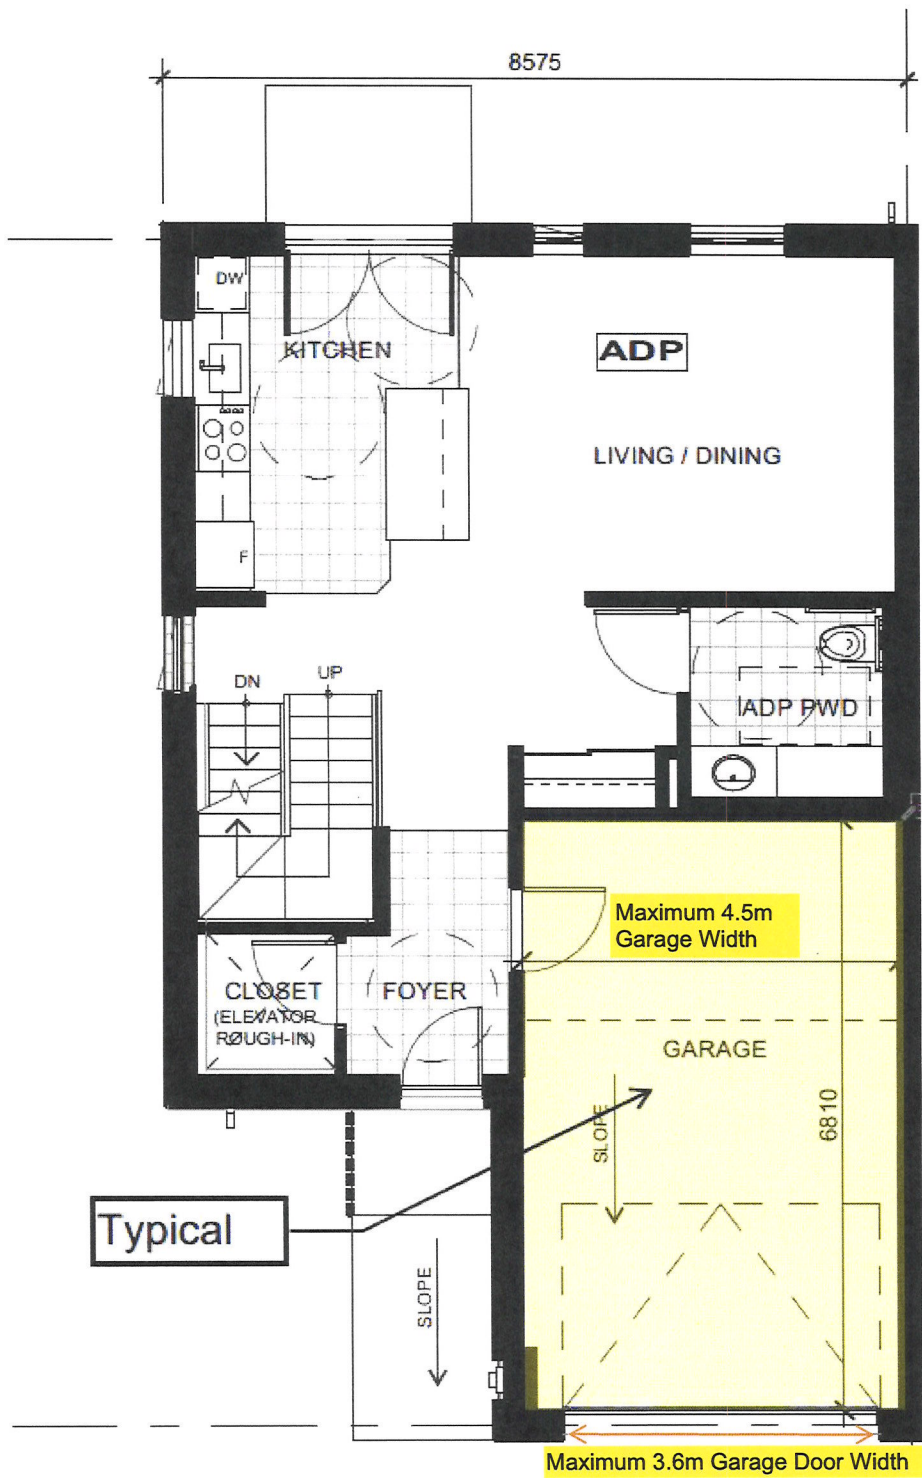 8575
DW
KITCHEN
ADP
LIVING / DINING
F
DN
UP
ADP PWD
Maximum 4.5m
Garage Width
CLOSET
(ELEVATOR
ROUGH-IN)
FOYER
GARAGE
6810
SLOPE
Typical
SLOPE
Maximum 3.6m Garage Door Width